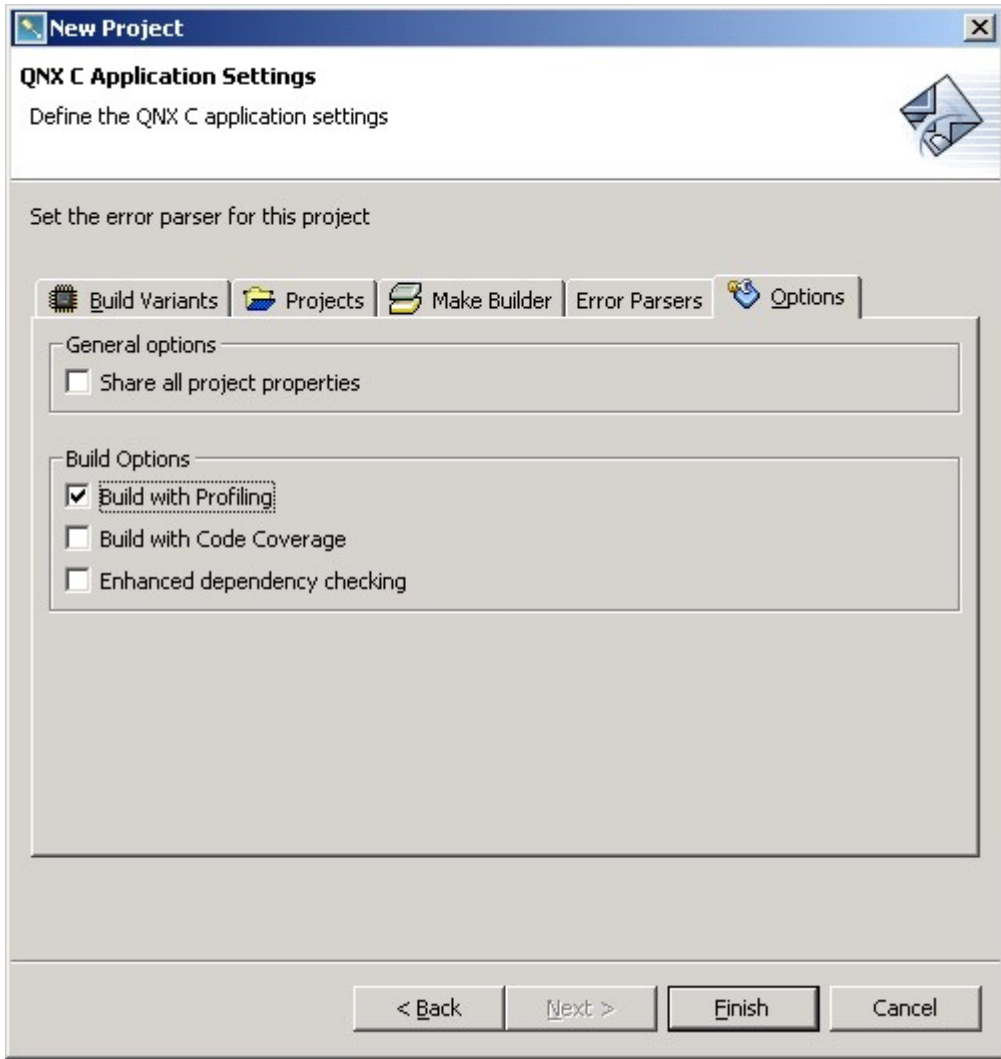 New Project
QNX C Application Settings
Define the QNX C application settings
Set the error parser for this project
Build Variants Projects Make Builder Error Parsers Options
General options
Share all project properties
Build Options
Build with Profiling
Build with Code Coverage
Enhanced dependency checking
< Back Next > Finish Cancel